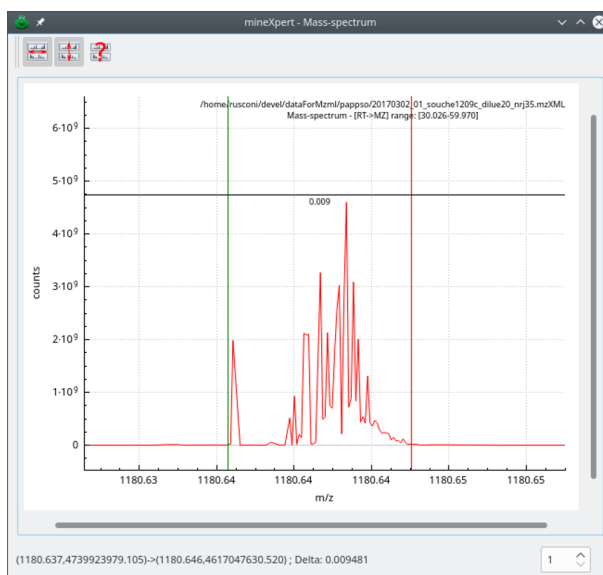 mineXpert - Mass-spectrum
/home/rusconi/devel/dataForMzml/pappso/20170302_01_souche1209c_dilue20_nrj35.mzXML
Mass-spectrum - [RT->MZ] range: [30.026-59.970]
6·10⁹
5·10⁹
0.009
4·10⁹
counts
3·10⁹
2·10⁹
1·10⁹
0
1180.63 1180.64 1180.64 1180.64 1180.65 1180.65
m/z
(1180.637,4739923979.105)->(1180.646,4617047630.520) ; Delta: 0.009481
1